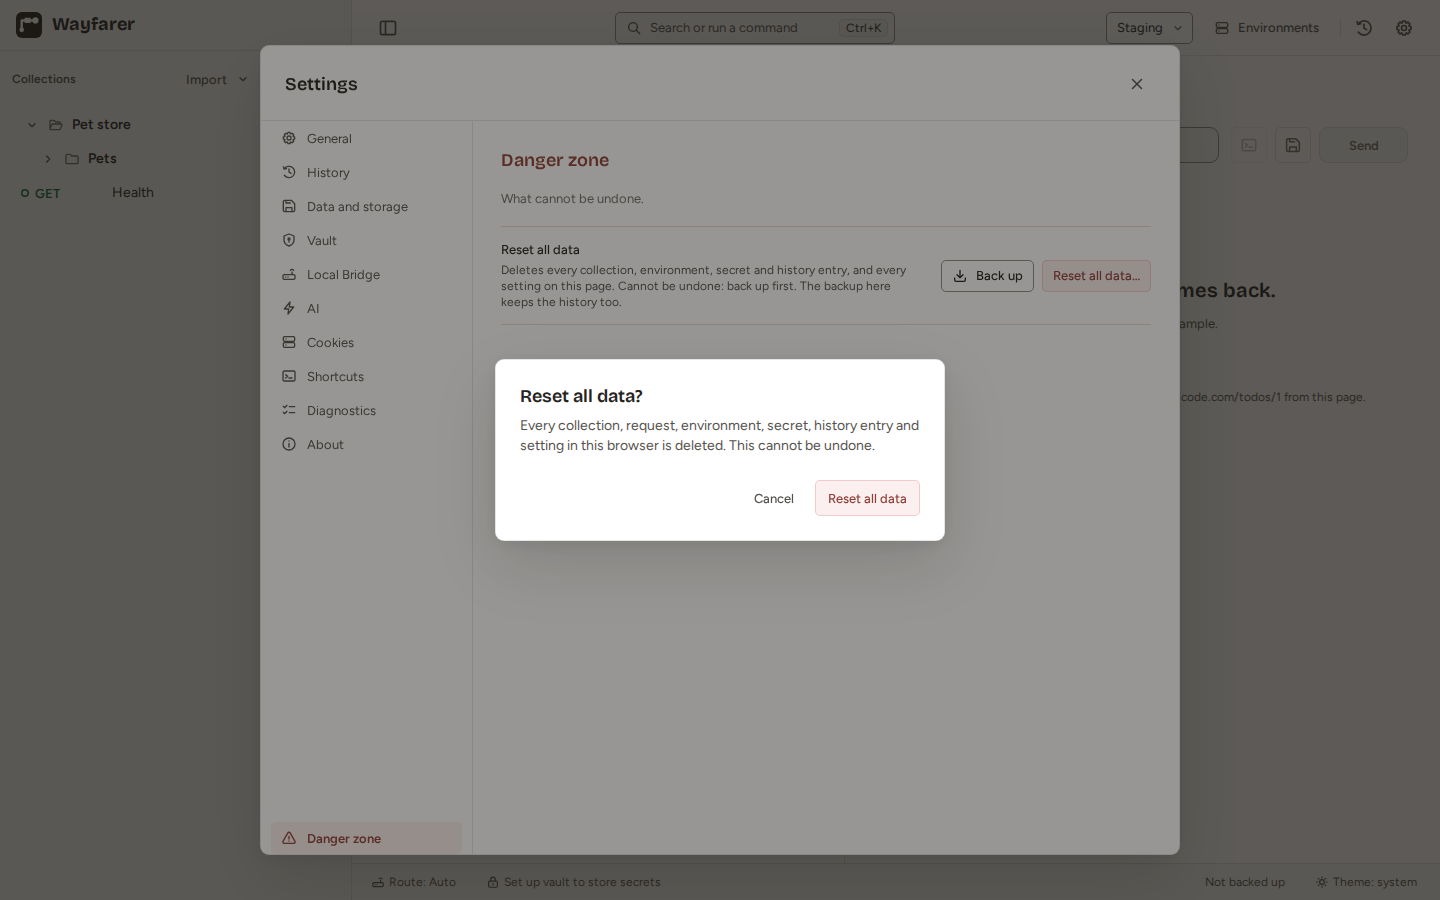 Wayfarer
Search or run a command
Ctrl+K
Staging
Environments
Collections
Import
Pet store
Pets
GET
Health
Send
mes back.
ample.
code.com/todos/1 from this page.
Settings
General
History
Data and storage
Vault
Local Bridge
AI
Cookies
Shortcuts
Diagnostics
About
Danger zone
Danger zone
What cannot be undone.
Reset all data
Deletes every collection, environment, secret and history entry, and every
setting on this page. Cannot be undone: back up first. The backup here
keeps the history too.
Back up
Reset all data...
Reset all data?
Every collection, request, environment, secret, history entry and
setting in this browser is deleted. This cannot be undone.
Cancel
Reset all data
Route: Auto
Set up vault to store secrets
Not backed up
Theme: system